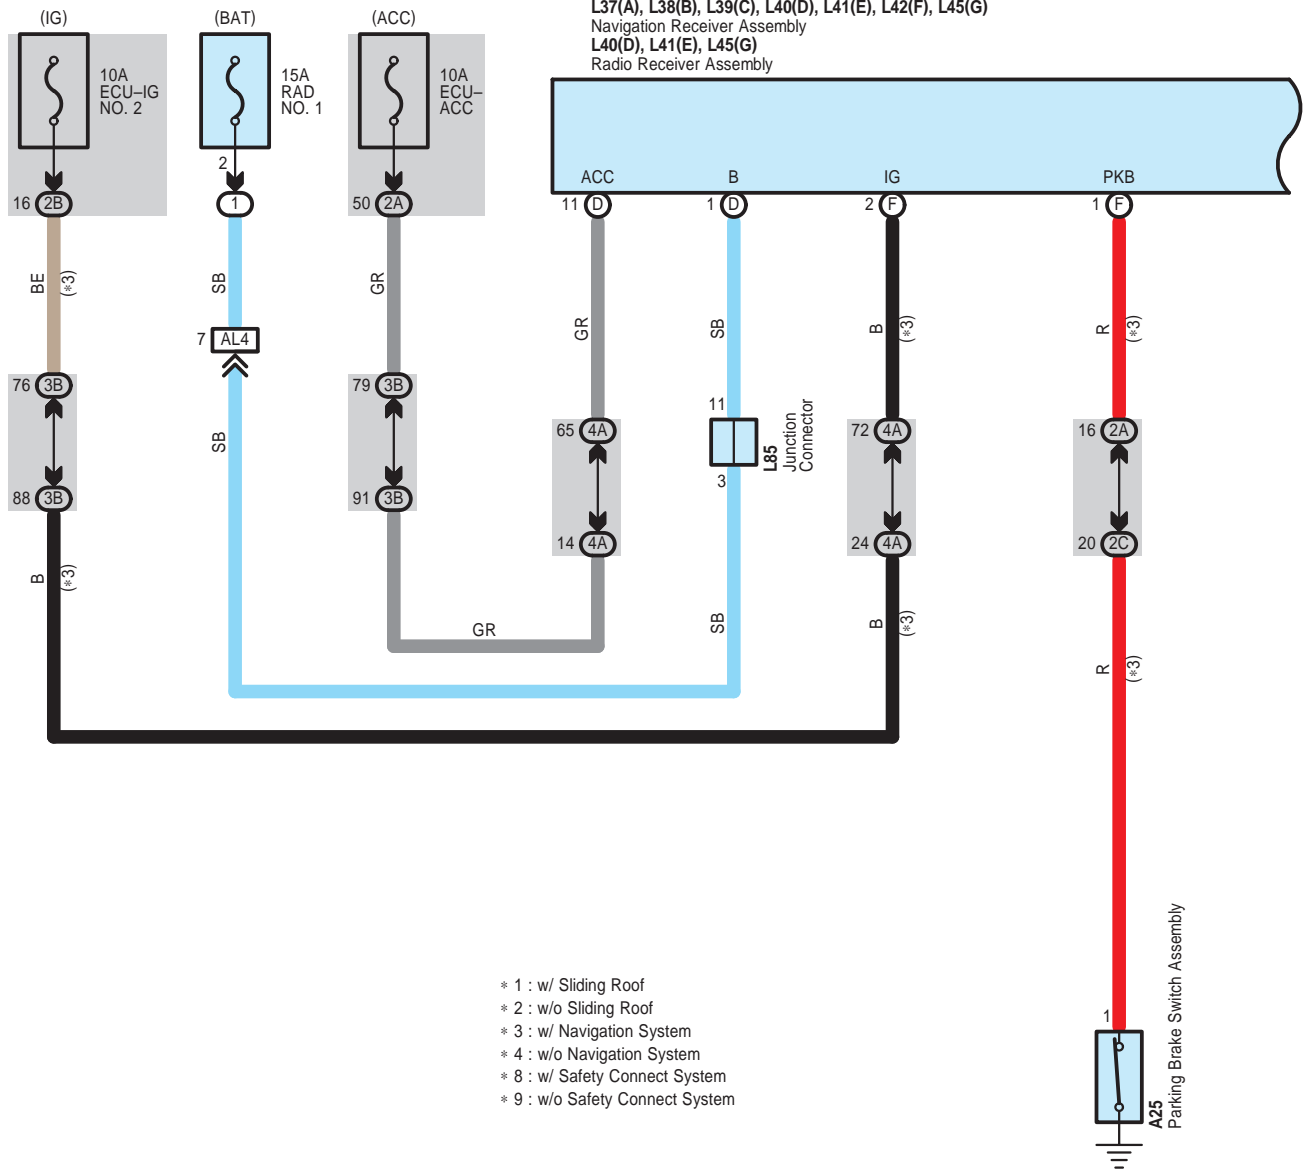 L37(A), L38(B), L39(C), L40(D), L41(E), L42(F), L45(G)
Navigation Receiver Assembly
L40(D), L41(E), L45(G)
Radio Receiver Assembly
(IG)
(BAT)
(ACC)
10A
ECU–IG
NO. 2
15A
RAD
NO. 1
10A
ECU–
ACC
2
ACC
B
IG
PKB
16 2B
1
50 2A
11 D
1 D
2 F
1 F
BE
(*3)
SB
GR
GR
SB
B
(*3)
R
(*3)
7 AL4
76 3B
79 3B
11
65 4A
L85
Junction
Connector
72 4A
16 2A
SB
3
88 3B
91 3B
14 4A
24 4A
20 2C
B
(*3)
GR
SB
B
(*3)
R
(*3)
* 1 : w/ Sliding Roof
* 2 : w/o Sliding Roof
* 3 : w/ Navigation System
* 4 : w/o Navigation System
* 8 : w/ Safety Connect System
* 9 : w/o Safety Connect System
1
A25
Parking Brake Switch Assembly